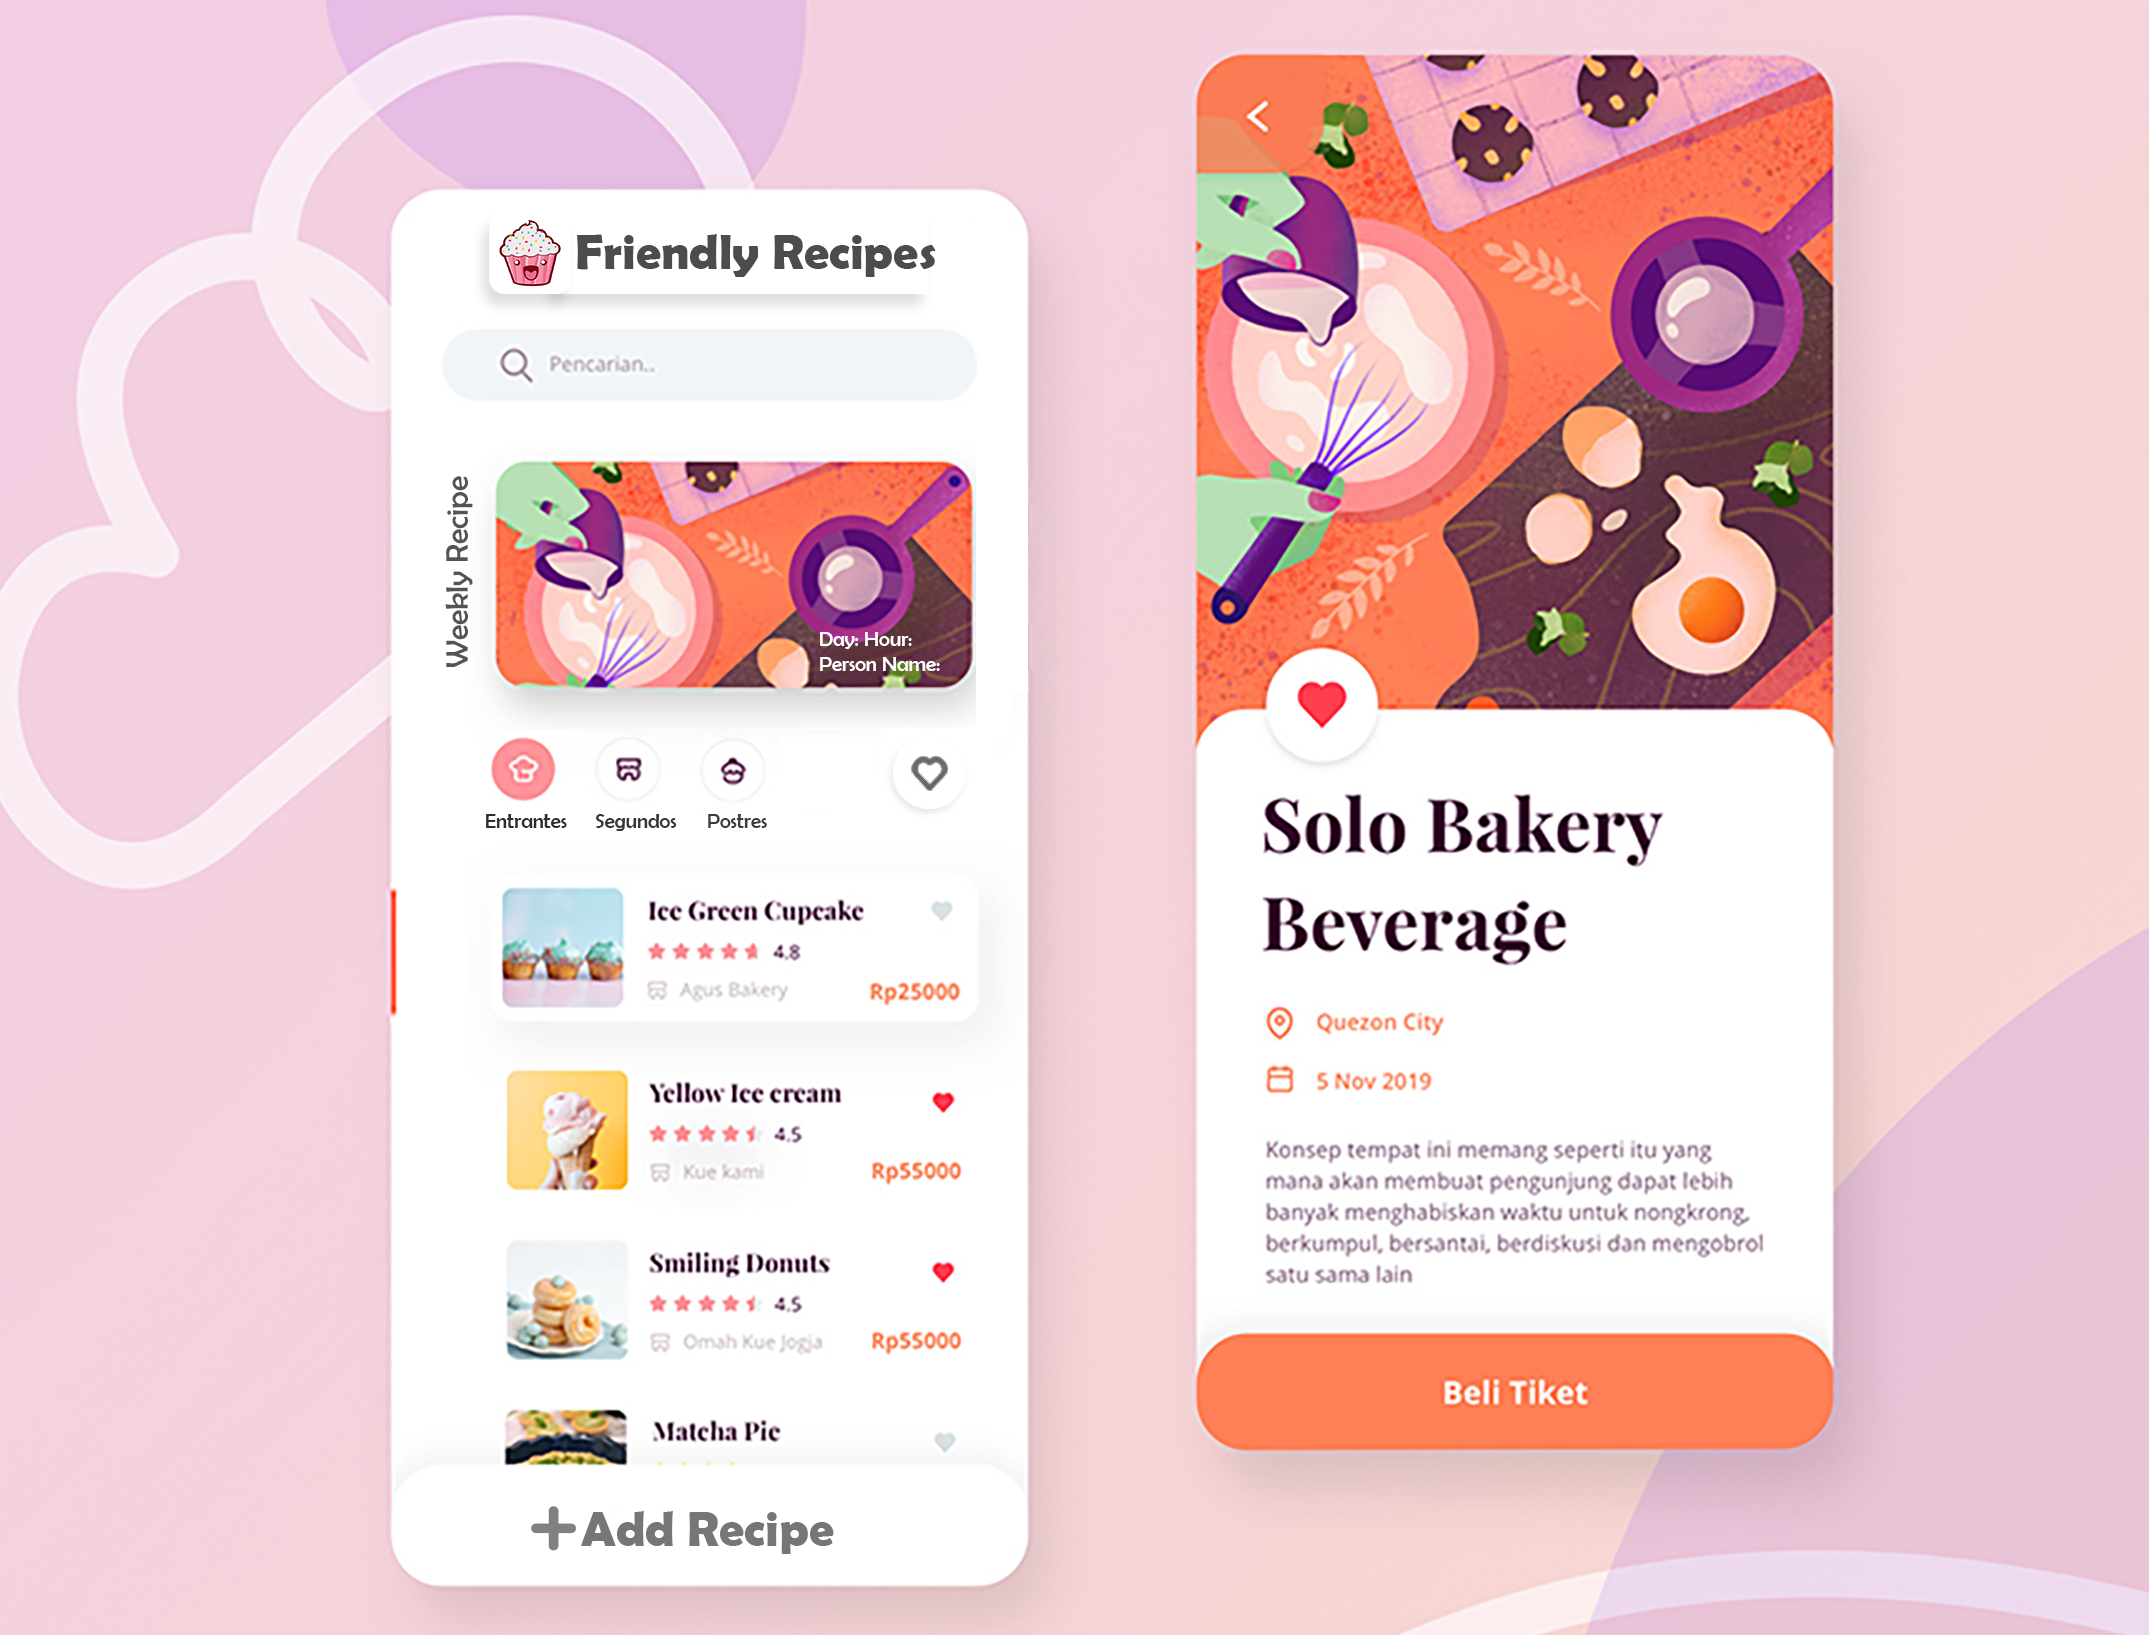 Friendly Recipes
Pencarian..
Weekly Recipe
Day: Hour:
Person Name:
Entrantes
Segundos
Postres
Ice Green Cupcake
4.8
Agus Bakery
Rp25000
Yellow Ice cream
4.5
Kue kami
Rp55000
Smiling Donuts
4.5
Omah Kue Jogja
Rp55000
Matcha Pie
+Add Recipe
Solo Bakery
Beverage
Quezon City
5 Nov 2019
Konsep tempat ini memang seperti itu yang
mana akan membuat pengunjung dapat lebih
banyak menghabiskan waktu untuk nongkrong,
berkumpul, bersantai, berdiskusi dan mengobrol
satu sama lain
Beli Tiket